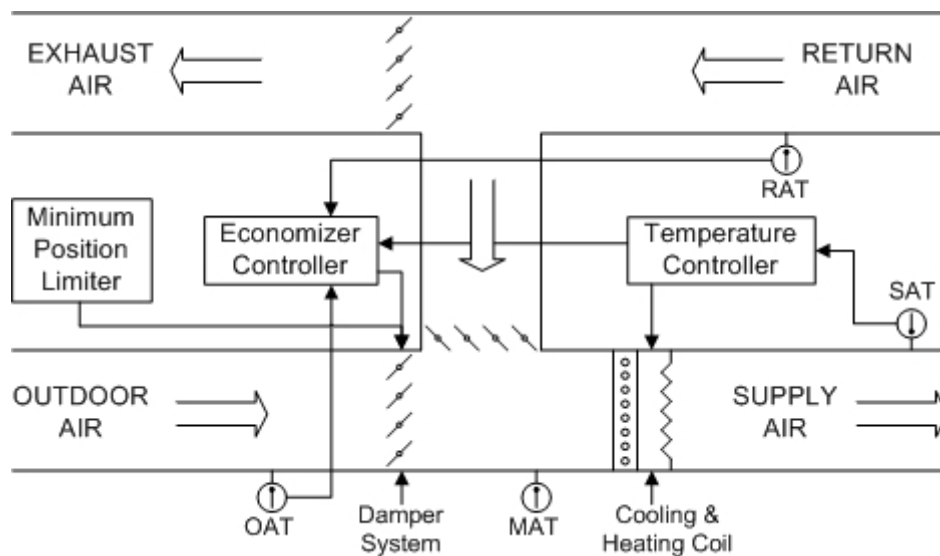 EXHAUST
AIR
RETURN
AIR
RAT
Minimum
Position
Limiter
Economizer
Controller
Temperature
Controller
SAT
OUTDOOR
AIR
SUPPLY
AIR
OAT
Damper
System
MAT
Cooling &
Heating Coil